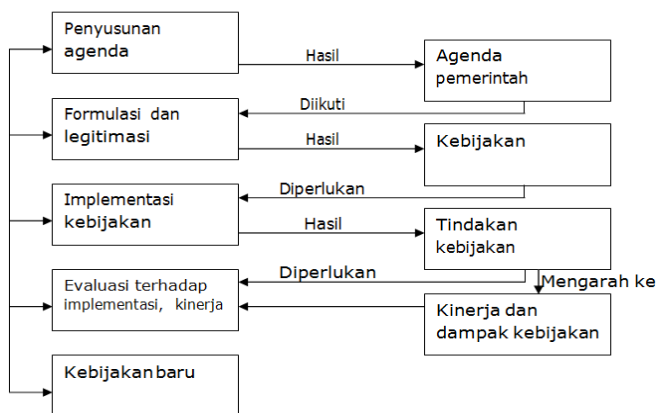 Penyusunan
agenda
Hasil
Agenda
pemerintah
Diikuti
Formulasi dan
legitimasi
Hasil
Kebijakan
Diperlukan
Implementasi
kebijakan
Hasil
Tindakan
kebijakan
Diperlukan
Mengarah ke
Evaluasi terhadap
implementasi, kinerja
Kinerja dan
dampak kebijakan
Kebijakan baru